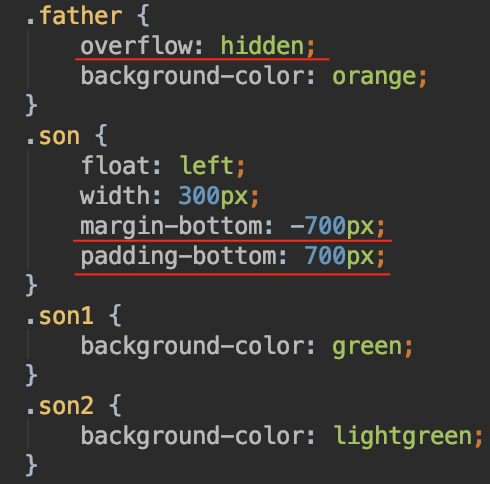 .father {
    overflow: hidden;
    background-color: orange;
}
.son {
    float: left;
    width: 300px;
    margin-bottom: -700px;
    padding-bottom: 700px;
}
.son1 {
    background-color: green;
}
.son2 {
    background-color: lightgreen;
}